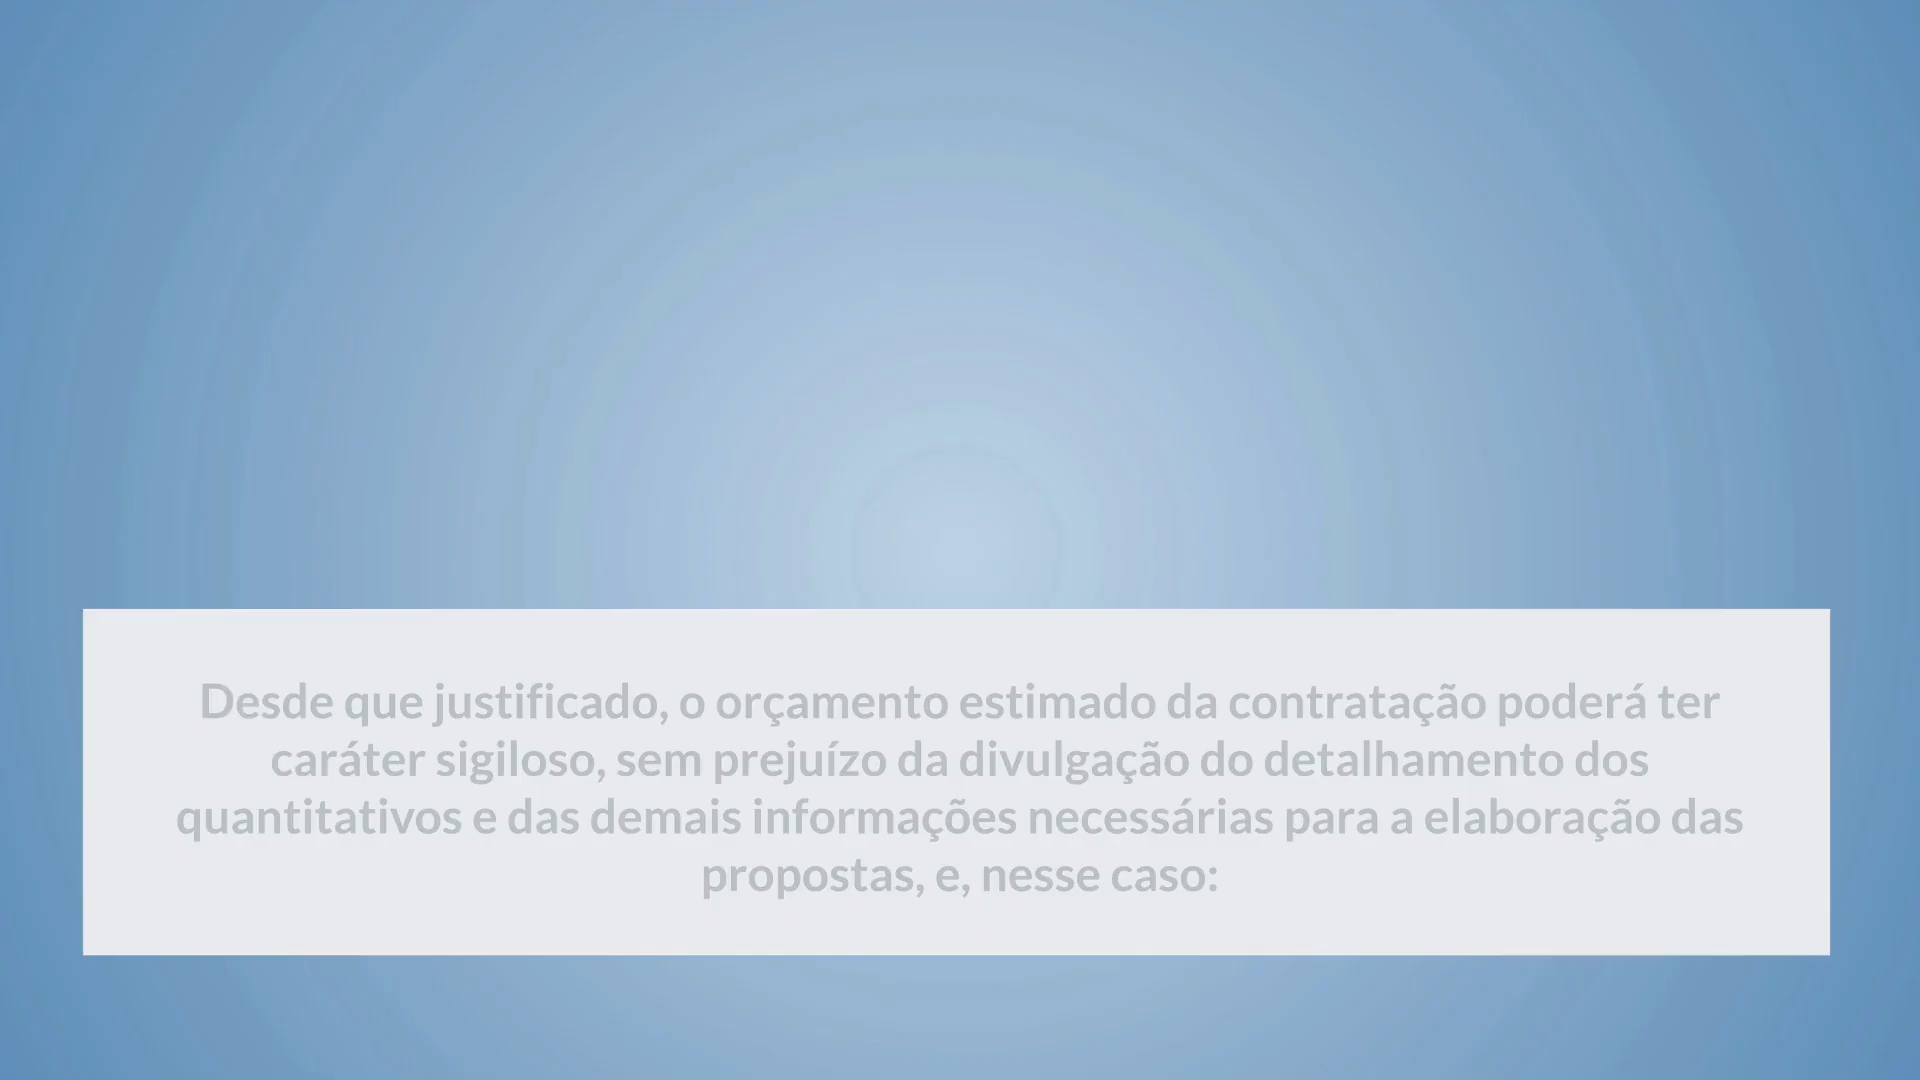 Desde que justificado, o orçamento estimado da contratação poderá ter
caráter sigiloso, sem prejuízo da divulgação do detalhamento dos
quantitativos e das demais informações necessárias para a elaboração das
propostas, e, nesse caso: